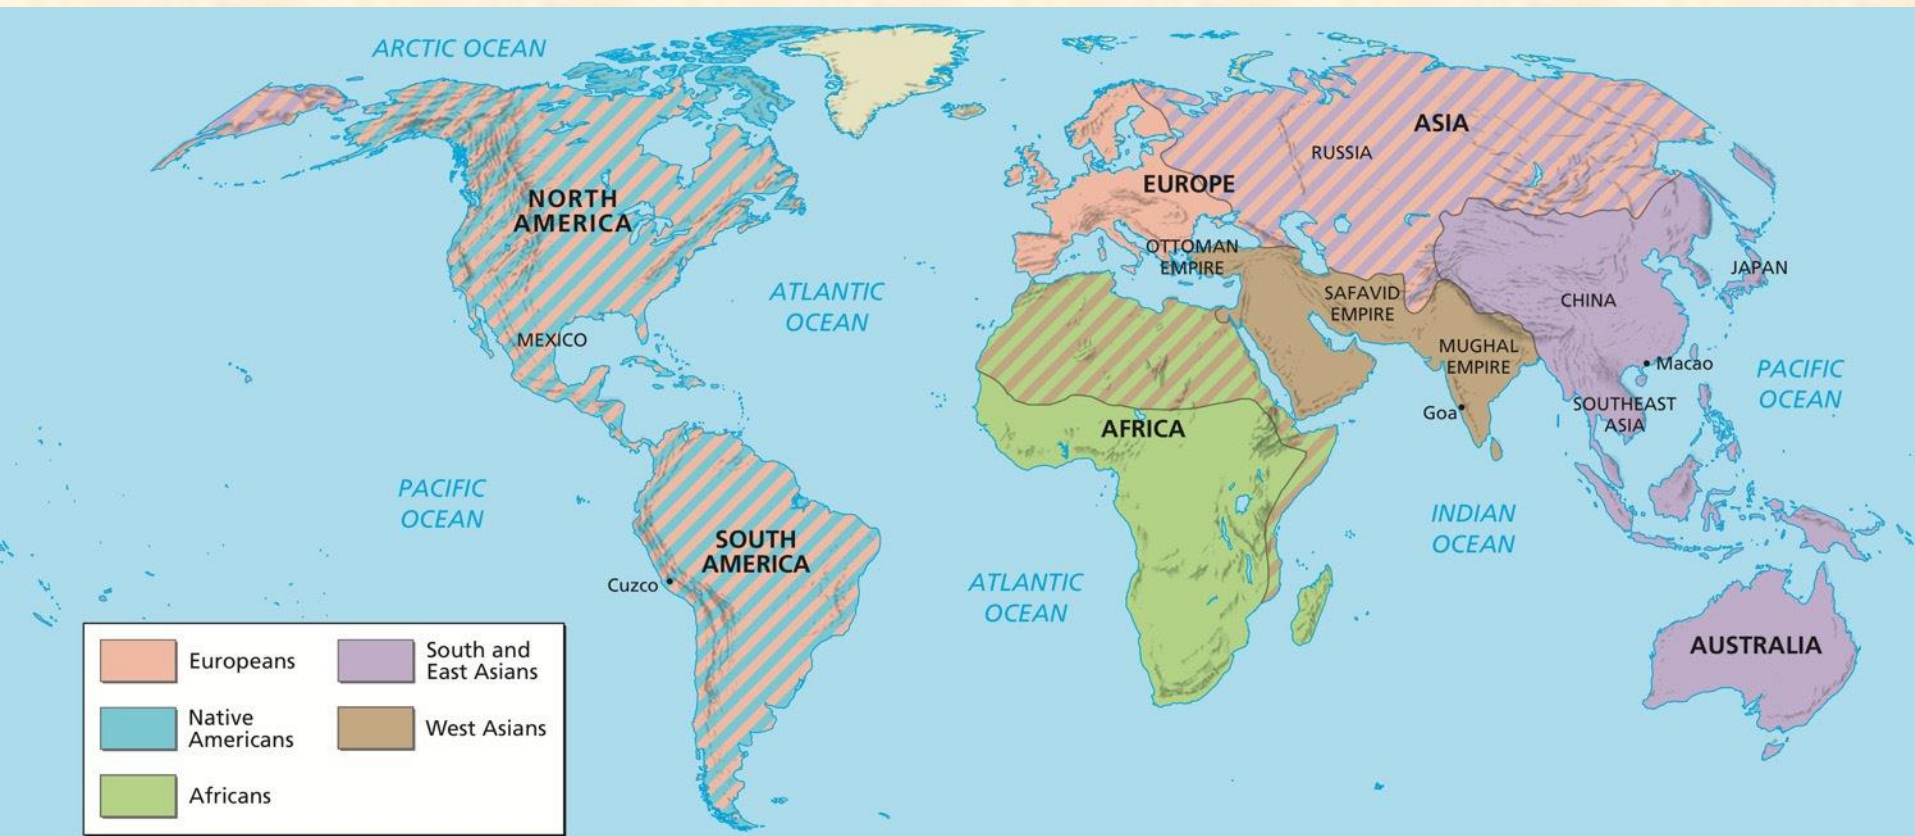 ARCTIC OCEAN
NORTH
AMERICA
MEXICO
ATLANTIC
OCEAN
PACIFIC
OCEAN
SOUTH
AMERICA
Cuzco
EUROPE
ASIA
RUSSIA
OTTOMAN
EMPIRE
SAFAVID
EMPIRE
MUGHAL
EMPIRE
Goa
CHINA
JAPAN
Macao
SOUTHEAST
ASIA
PACIFIC
OCEAN
AFRICA
ATLANTIC
OCEAN
INDIAN
OCEAN
AUSTRALIA
Europeans
Native
Americans
Africans
South and
East Asians
West Asians